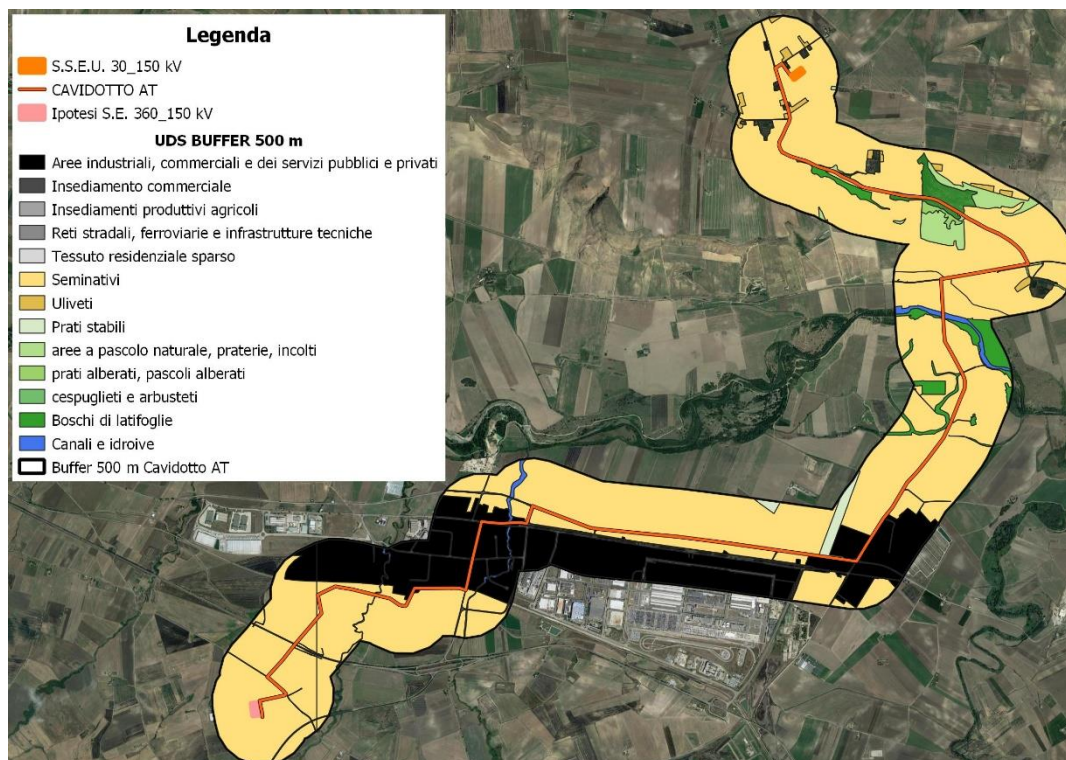 Legenda
S.S.E.U. 30_150 kV
CAVIDOTTO AT
Ipotesi S.E. 360_150 kV
UDS BUFFER 500 m
Aree industriali, commerciali e dei servizi pubblici e privati
Insediamento commerciale
Insediamenti produttivi agricoli
Reti stradali, ferroviarie e infrastrutture tecniche
Tessuto residenziale sparso
Seminativi
Uliveti
Prati stabili
aree a pascolo naturale, praterie, incolti
prati alberati, pascoli alberati
cespuglieti e arbusteti
Boschi di latifoglie
Canali e idroive
Buffer 500 m Cavidotto AT